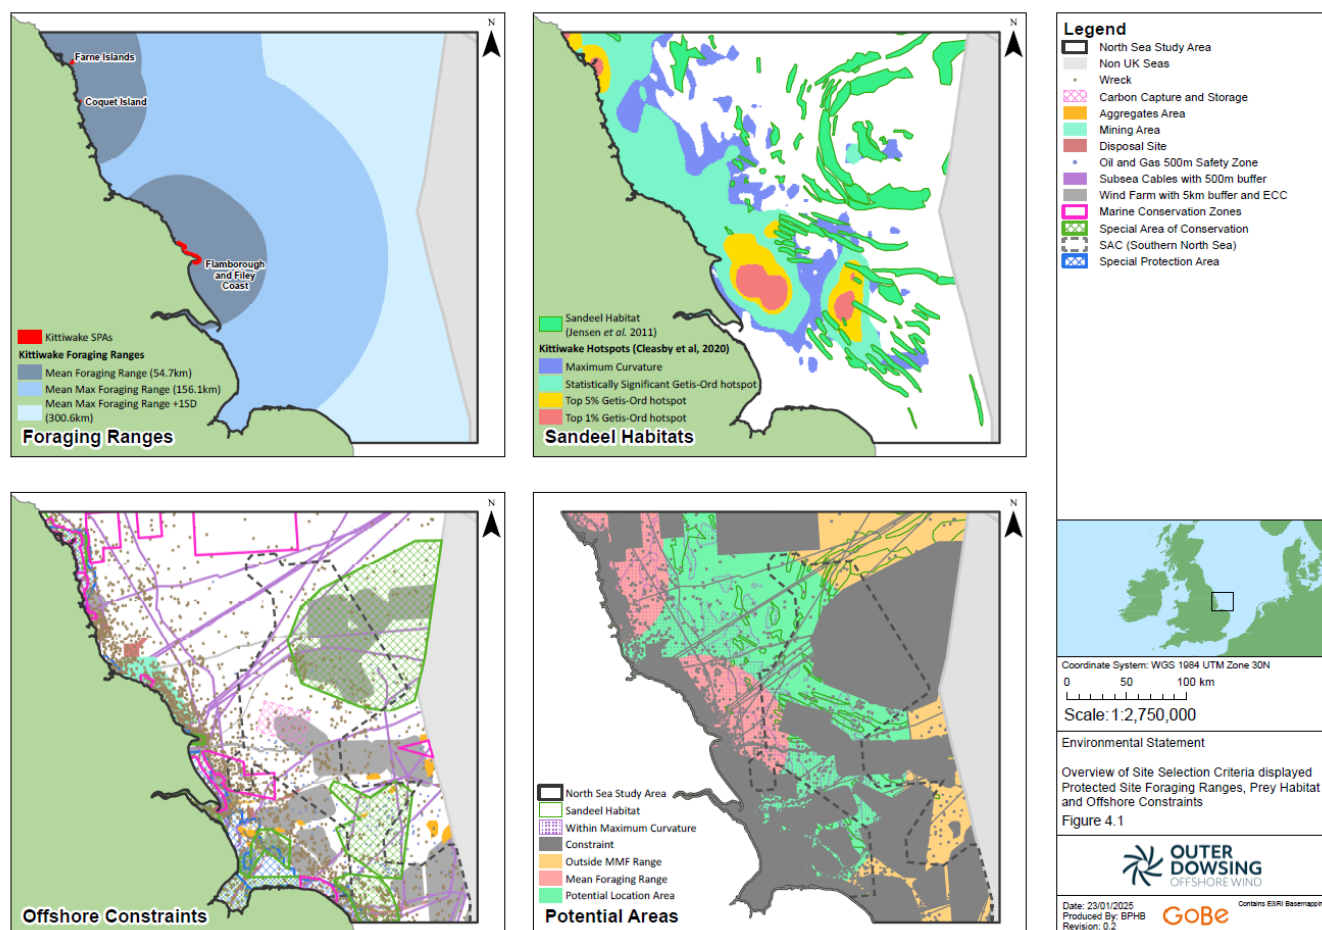 N
Farne Islands
Coquet Island
Flamborough
and Filey
Coast
Kittiwake SPAs
Kittiwake Foraging Ranges
Mean Foraging Range (54.7km)
Mean Max Foraging Range (156.1km)
Mean Max Foraging Range +1SD
(300.6km)
Foraging Ranges
N
Sandeel Habitat
(Jensen et al. 2011)
Kittiwake Hotspots (Cleasby et al, 2020)
Maximum Curvature
Statistically Significant Getis-Ord hotspot
Top 5% Getis-Ord hotspot
Top 1% Getis-Ord hotspot
Sandeel Habitats
N
Offshore Constraints
N
North Sea Study Area
Sandeel Habitat
Within Maximum Curvature
Constraint
Outside MMF Range
Mean Foraging Range
Potential Location Area
Potential Areas
Legend
North Sea Study Area
Non UK Seas
Wreck
Carbon Capture and Storage
Aggregates Area
Mining Area
Disposal Site
Oil and Gas 500m Safety Zone
Subsea Cables with 500m buffer
Wind Farm with 5km buffer and ECC
Marine Conservation Zones
Special Area of Conservation
SAC (Southern North Sea)
Special Protection Area
Coordinate System: WGS 1984 UTM Zone 30N
0 50 100 km
Scale: 1:2,750,000
Environmental Statement
Overview of Site Selection Criteria displayed
Protected Site Foraging Ranges, Prey Habitat
and Offshore Constraints
Figure 4.1
OUTER
DOWSING
OFFSHORE WIND
Date: 23/01/2025
Produced By: BPHB
Revision: 0.2
GoBe
Contains ESRI Basemappin